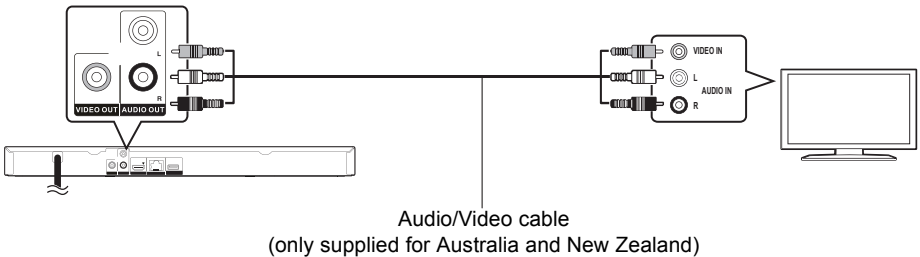 L
R
VIDEO OUT AUDIO OUT
VIDEO IN
L
AUDIO IN
R
Audio/Video cable
(only supplied for Australia and New Zealand)